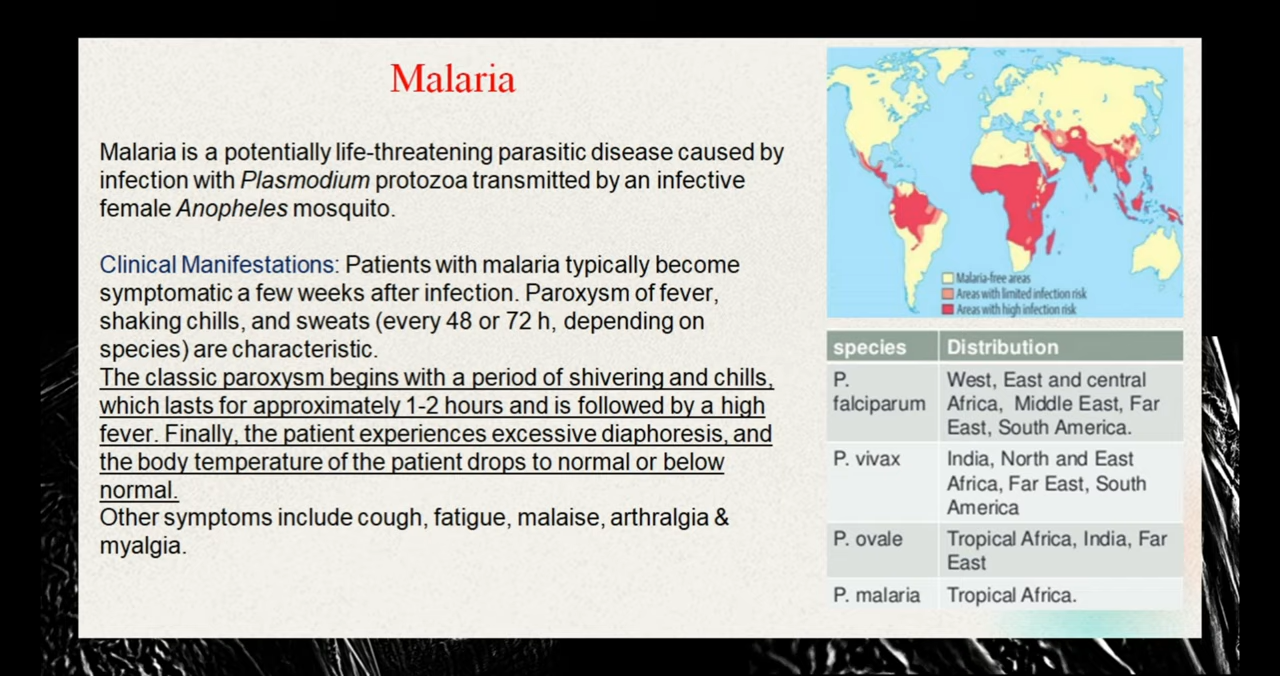 Malaria
Malaria is a potentially life-threatening parasitic disease caused by
infection with Plasmodium protozoa transmitted by an infective
female Anopheles mosquito.
Clinical Manifestations: Patients with malaria typically become
symptomatic a few weeks after infection. Paroxysm of fever,
shaking chills, and sweats (every 48 or 72 h, depending on
species) are characteristic.
The classic paroxysm begins with a period of shivering and chills,
which lasts for approximately 1-2 hours and is followed by a high
fever. Finally, the patient experiences excessive diaphoresis, and
the body temperature of the patient drops to normal or below
normal.
Other symptoms include cough, fatigue, malaise, arthralgia &
myalgia.
Malaria-free areas
Areas with limited infection risk
Areas with high infection risk
species Distribution
P. West, East and central
falciparum Africa, Middle East, Far
East, South America.
P. vivax India, North and East
Africa, Far East, South
America
P. ovale Tropical Africa, India, Far
East
P. malaria Tropical Africa.